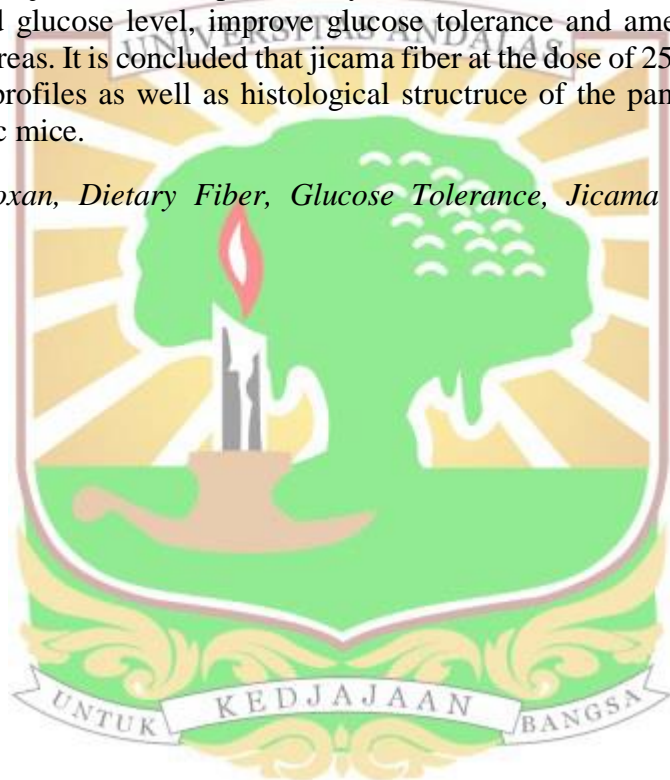 d glucose level, improve glucose tolerance and ame
reas. It is concluded that jicama fiber at the dose of 25
profiles as well as histological structruce of the pan
c mice.
oxan, Dietary Fiber, Glucose Tolerance, Jicama
UNIVERSITAS ANDALAS
UNTUK KEDJAJAAN BANGSA